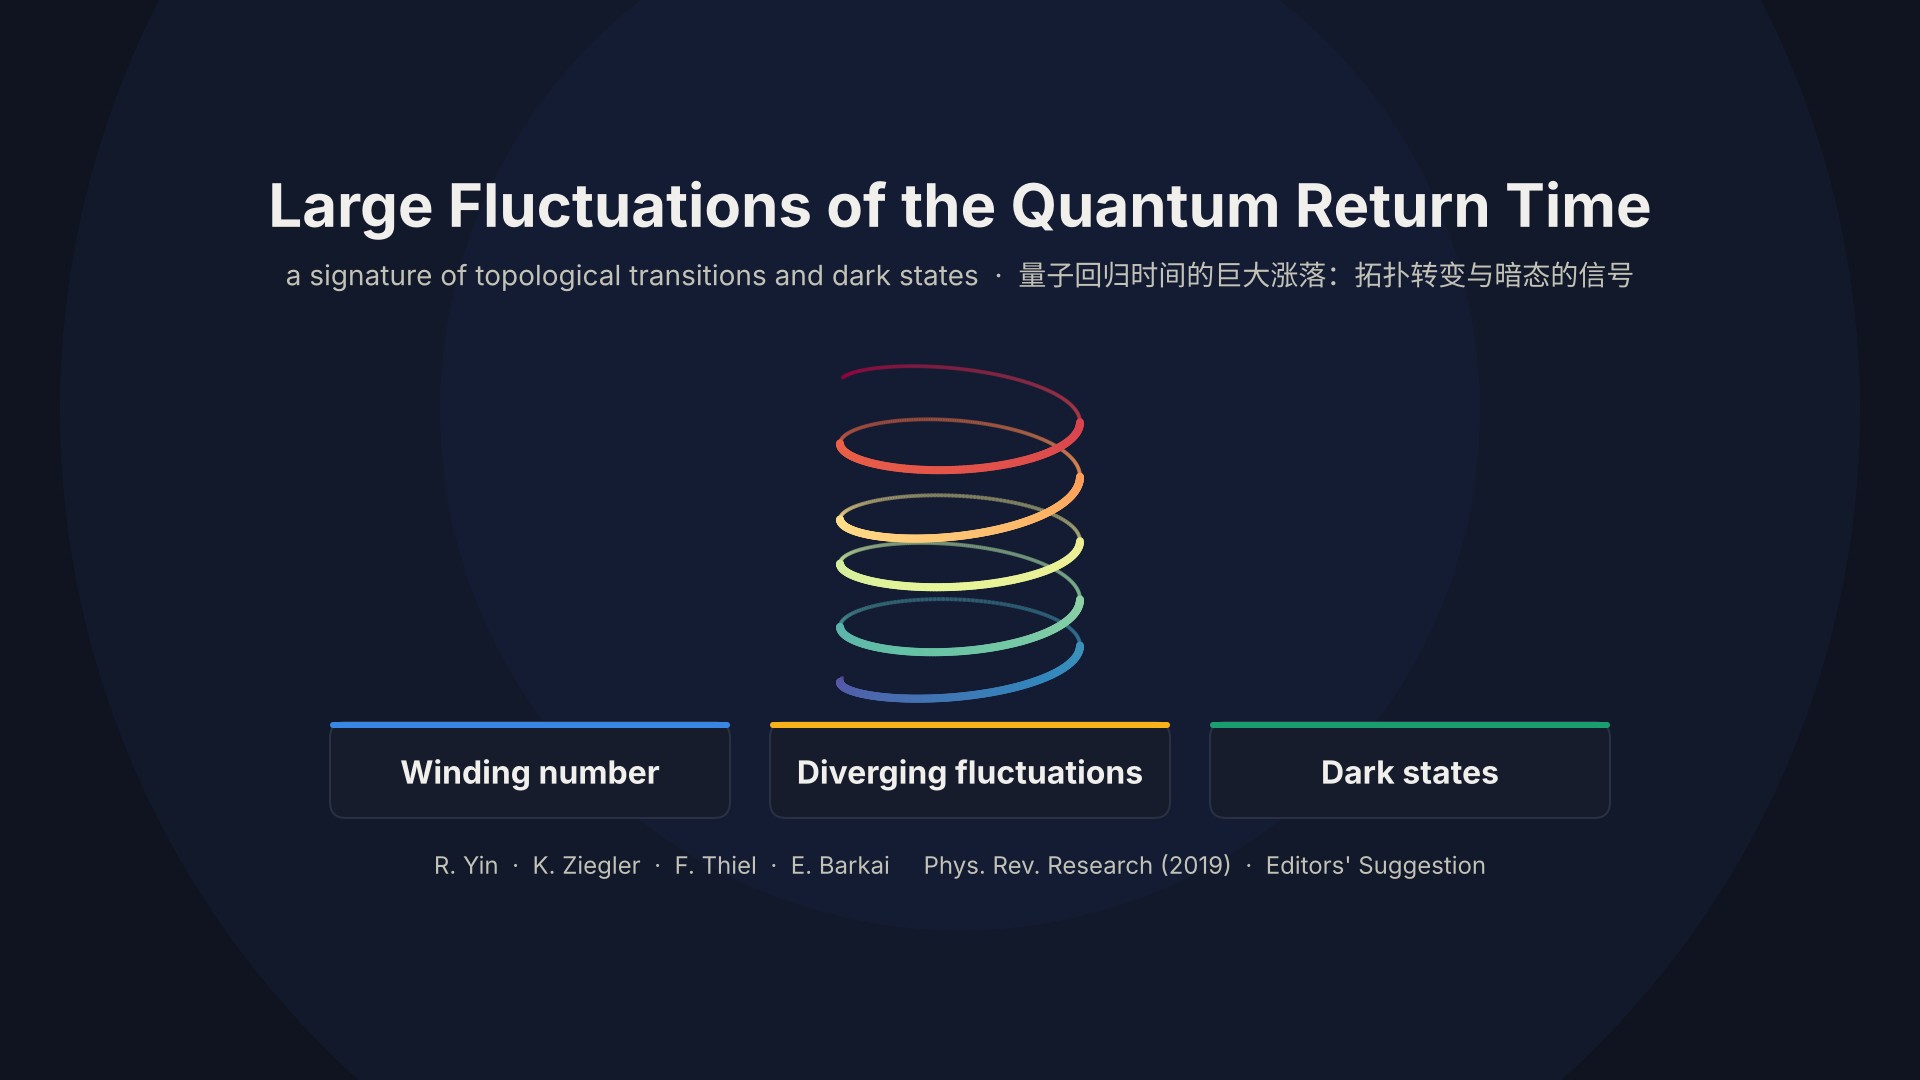 Large Fluctuations of the Quantum Return Time
a signature of topological transitions and dark states · 量子回归时间的巨大涨落：拓扑转变与暗态的信号
Winding number
Diverging fluctuations
Dark states
R. Yin · K. Ziegler · F. Thiel · E. Barkai Phys. Rev. Research (2019) · Editors' Suggestion